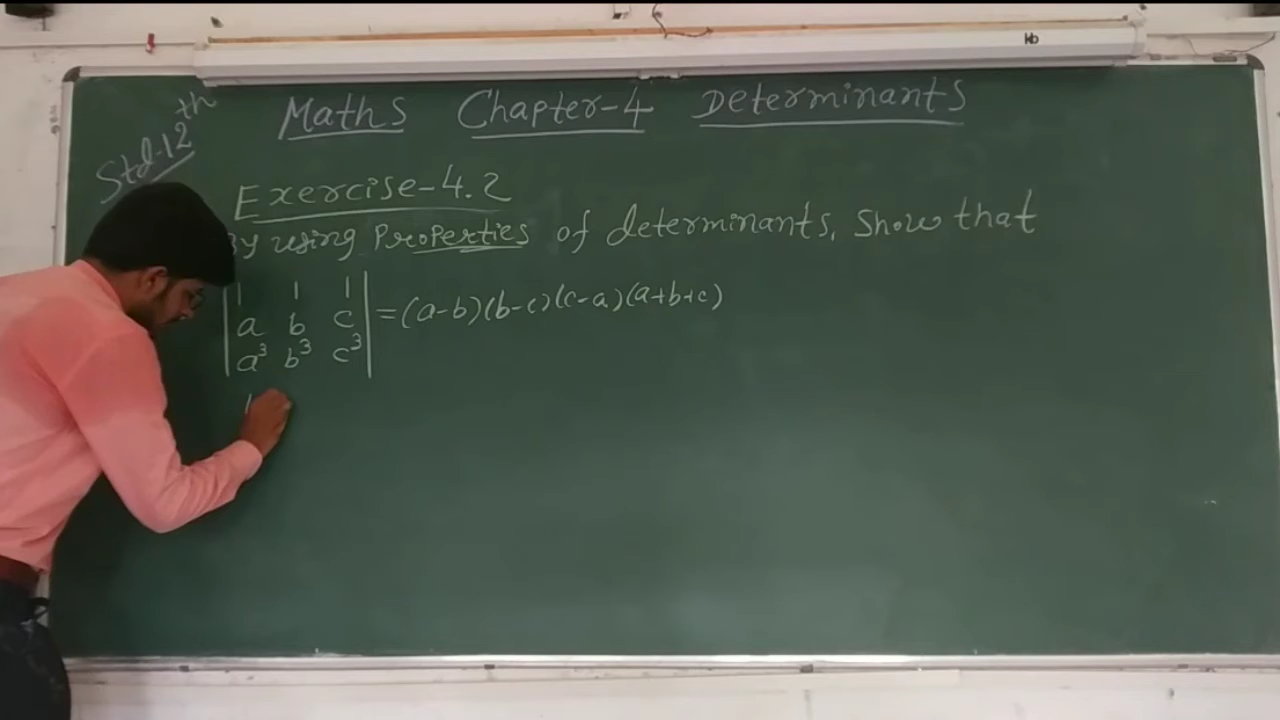 Maths Chapter-4 Determinants
Std-12th
Exercise-4.2
By using Properties of determinants, Show that
| 1 1 1 |
| a b c | = (a-b)(b-c)(c-a)(a+b+c)
| a³ b³ c³ |